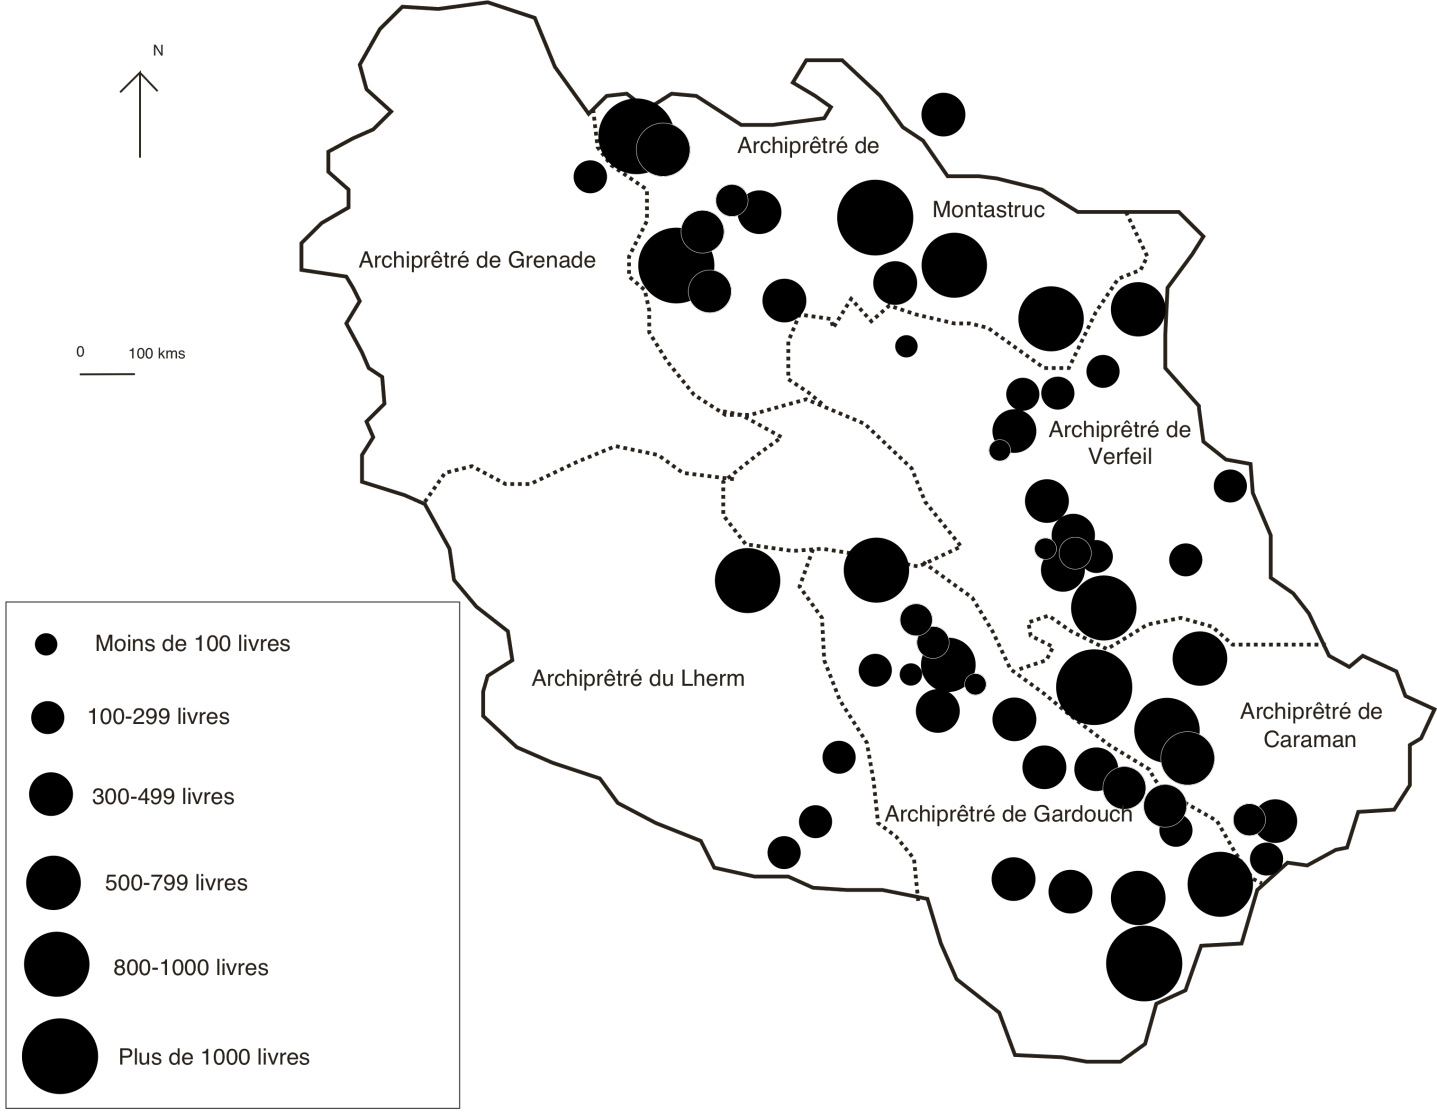 N
Archiprêtré de
Montastruc
Archiprêtré de Grenade
0 100 kms
Archiprêtré de
Verfeil
Archiprêtré du Lherm
Archiprêtré de
Caraman
Archiprêtré de Gardouch
Moins de 100 livres
100-299 livres
300-499 livres
500-799 livres
800-1000 livres
Plus de 1000 livres